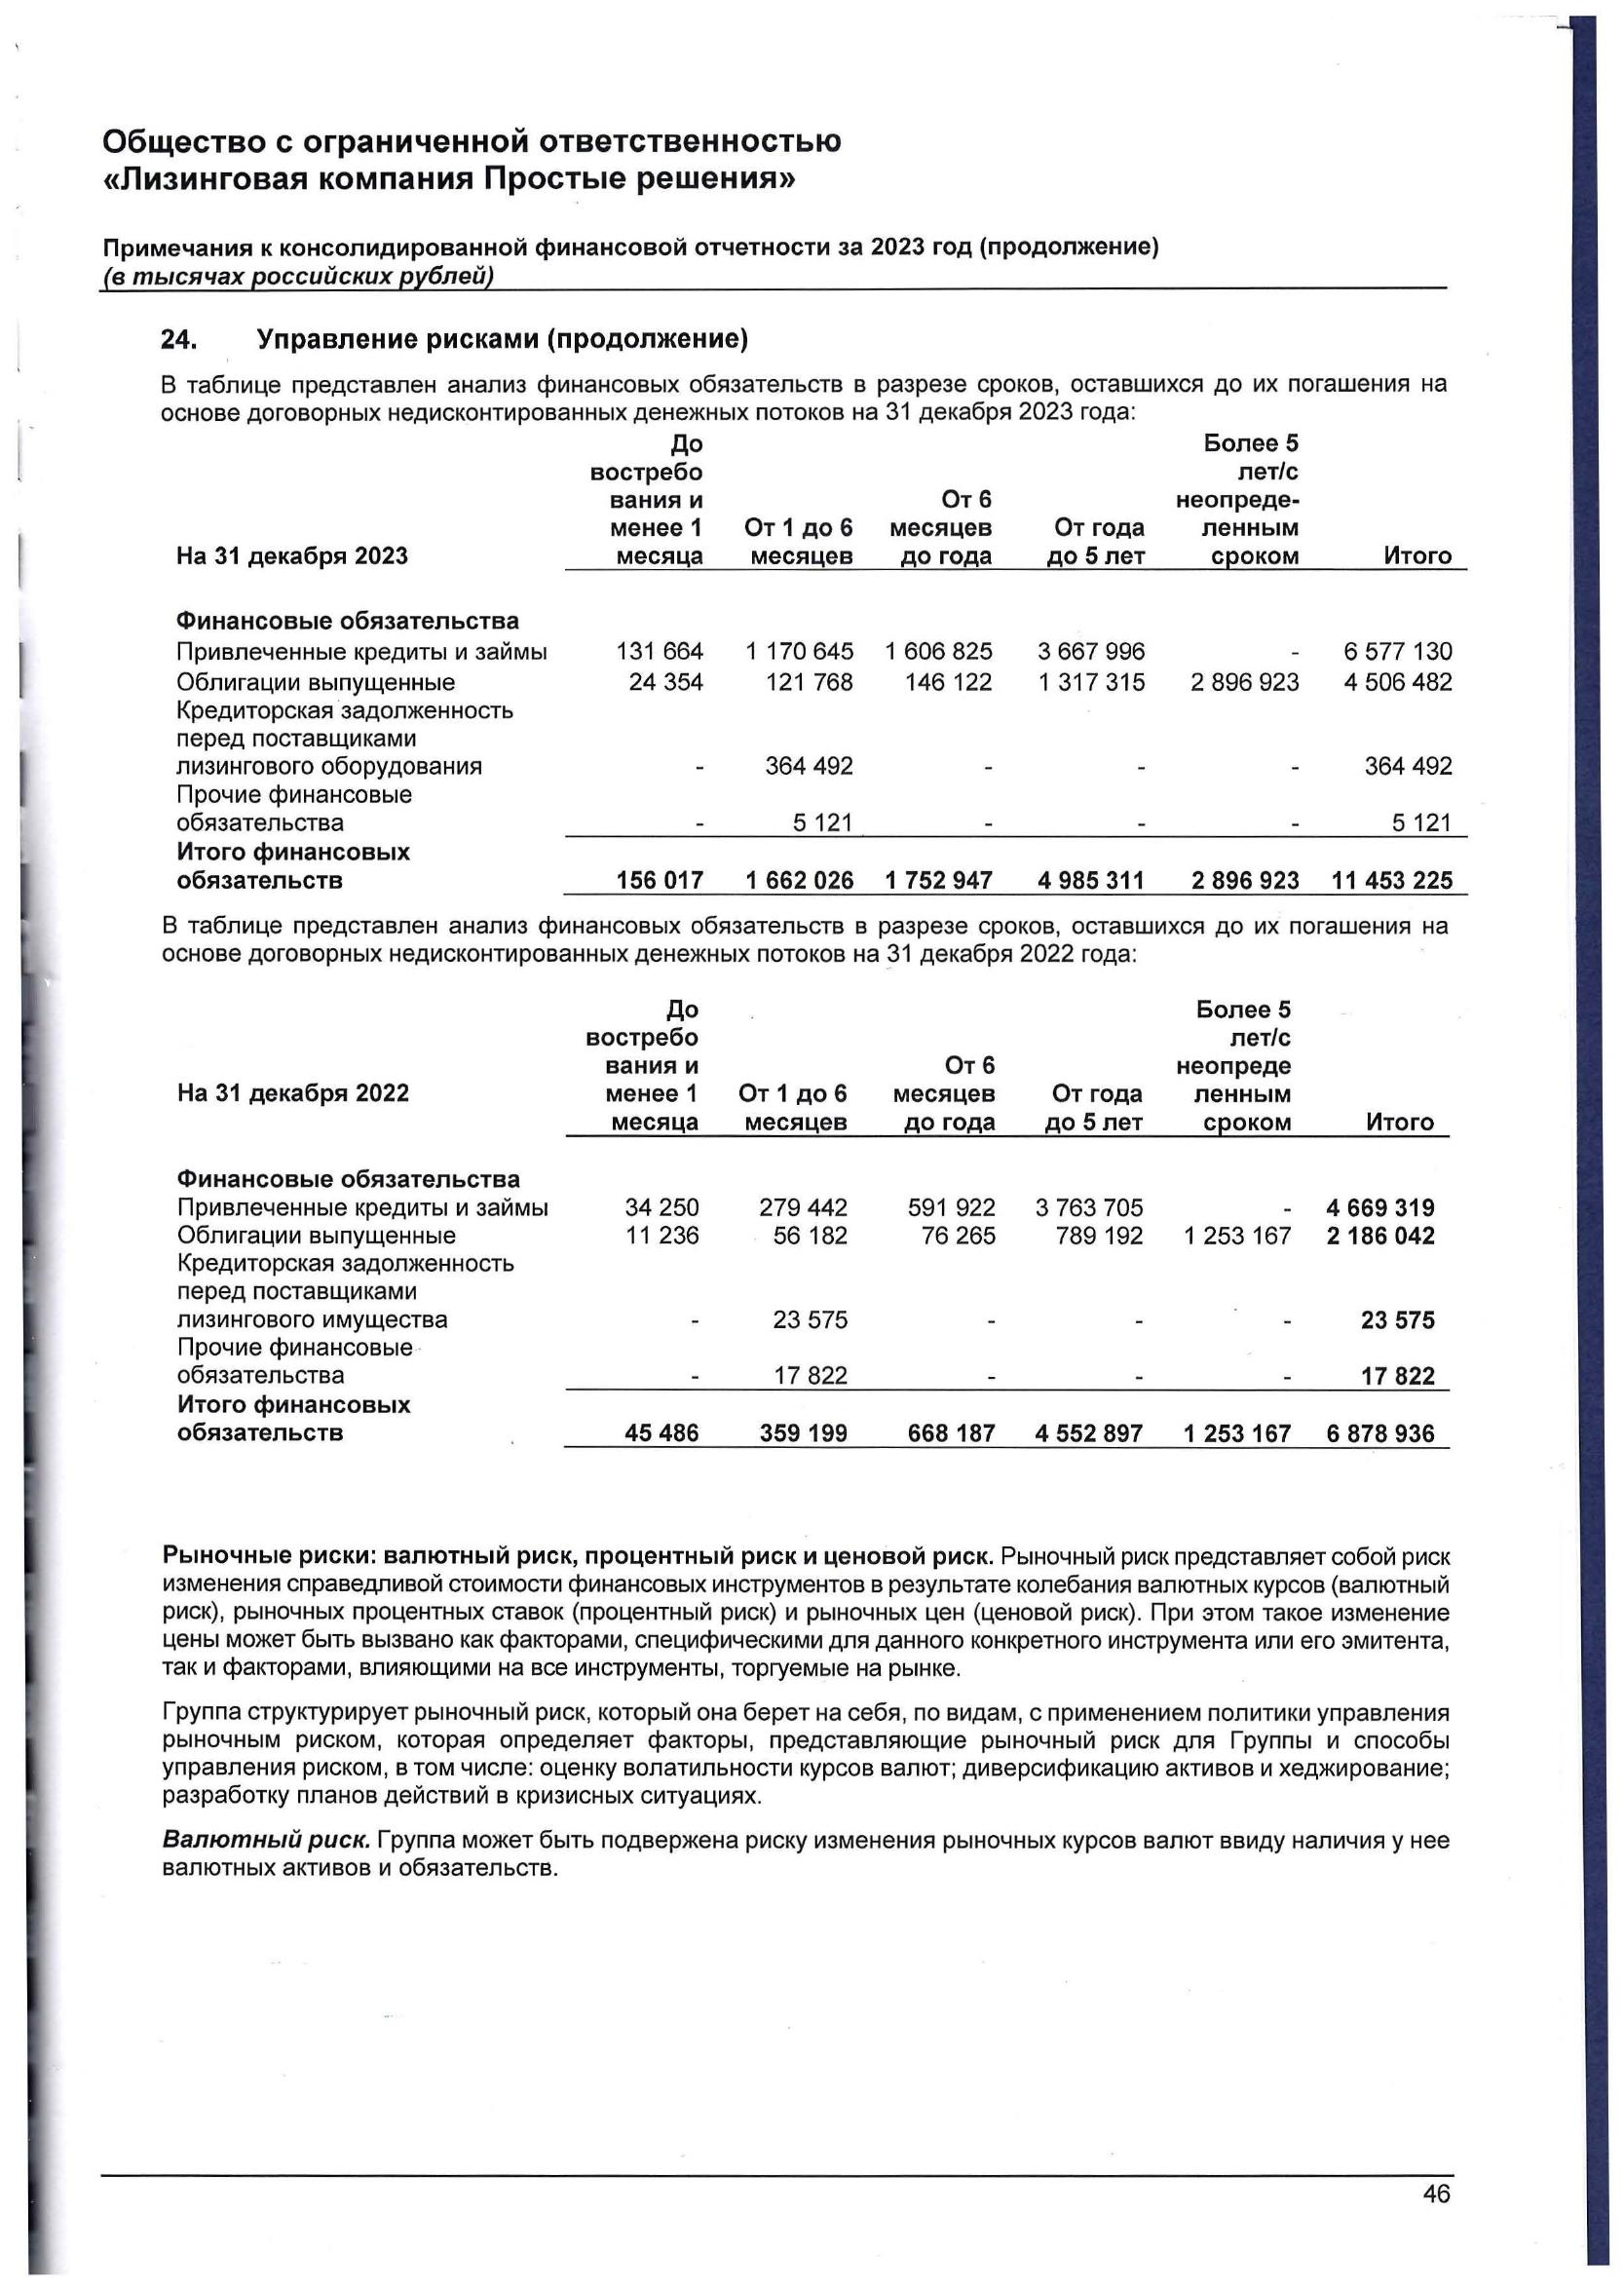 Общество с ограниченной ответственностью
«Лизинговая компания Простые решения»
Примечания к консолидированной финансовой отчетности за 2023 год (продолжение)
(в тысячах российских рублей)
24. Управление рисками (продолжение)
В таблице представлен анализ финансовых обязательств в разрезе сроков, оставшихся до их погашения на
основе договорных недисконтированных денежных потоков на 31 декабря 2023 года:
До Более 5
востребо лет/с
вания и От 6 неопреде-
менее 1 От 1 до 6 месяцев От года ленным
На 31 декабря 2023 месяца месяцев до года до 5 лет сроком Итого
Финансовые обязательства
Привлеченные кредиты и займы 131 664 1 170 645 1 606 825 3 667 996 - 6 577 130
Облигации выпущенные 24 354 121 768 146 122 1 317 315 2 896 923 4 506 482
Кредиторская задолженность
перед поставщиками
лизингового оборудования - 364 492 - - - 364 492
Прочие финансовые
обязательства - 5 121 - - - 5 121
Итого финансовых
обязательств 156 017 1 662 026 1 752 947 4 985 311 2 896 923 11 453 225
В таблице представлен анализ финансовых обязательств в разрезе сроков, оставшихся до их погашения на
основе договорных недисконтированных денежных потоков на 31 декабря 2022 года:
До Более 5
востребо лет/с
вания и От 6 неопреде
На 31 декабря 2022 менее 1 От 1 до 6 месяцев От года ленным
месяца месяцев до года до 5 лет сроком Итого
Финансовые обязательства
Привлеченные кредиты и займы 34 250 279 442 591 922 3 763 705 - 4 669 319
Облигации выпущенные 11 236 56 182 76 265 789 192 1 253 167 2 186 042
Кредиторская задолженность
перед поставщиками
лизингового имущества - 23 575 - - - 23 575
Прочие финансовые
обязательства - 17 822 - - - 17 822
Итого финансовых
обязательств 45 486 359 199 668 187 4 552 897 1 253 167 6 878 936
Рыночные риски: валютный риск, процентный риск и ценовой риск. Рыночный риск представляет собой риск
изменения справедливой стоимости финансовых инструментов в результате колебания валютных курсов (валютный
риск), рыночных процентных ставок (процентный риск) и рыночных цен (ценовой риск). При этом такое изменение
цены может быть вызвано как факторами, специфическими для данного конкретного инструмента или его эмитента,
так и факторами, влияющими на все инструменты, торгуемые на рынке.
Группа структурирует рыночный риск, который она берет на себя, по видам, с применением политики управления
рыночным риском, которая определяет факторы, представляющие рыночный риск для Группы и способы
управления риском, в том числе: оценку волатильности курсов валют; диверсификацию активов и хеджирование;
разработку планов действий в кризисных ситуациях.
Валютный риск. Группа может быть подвержена риску изменения рыночных курсов валют ввиду наличия у нее
валютных активов и обязательств.
46